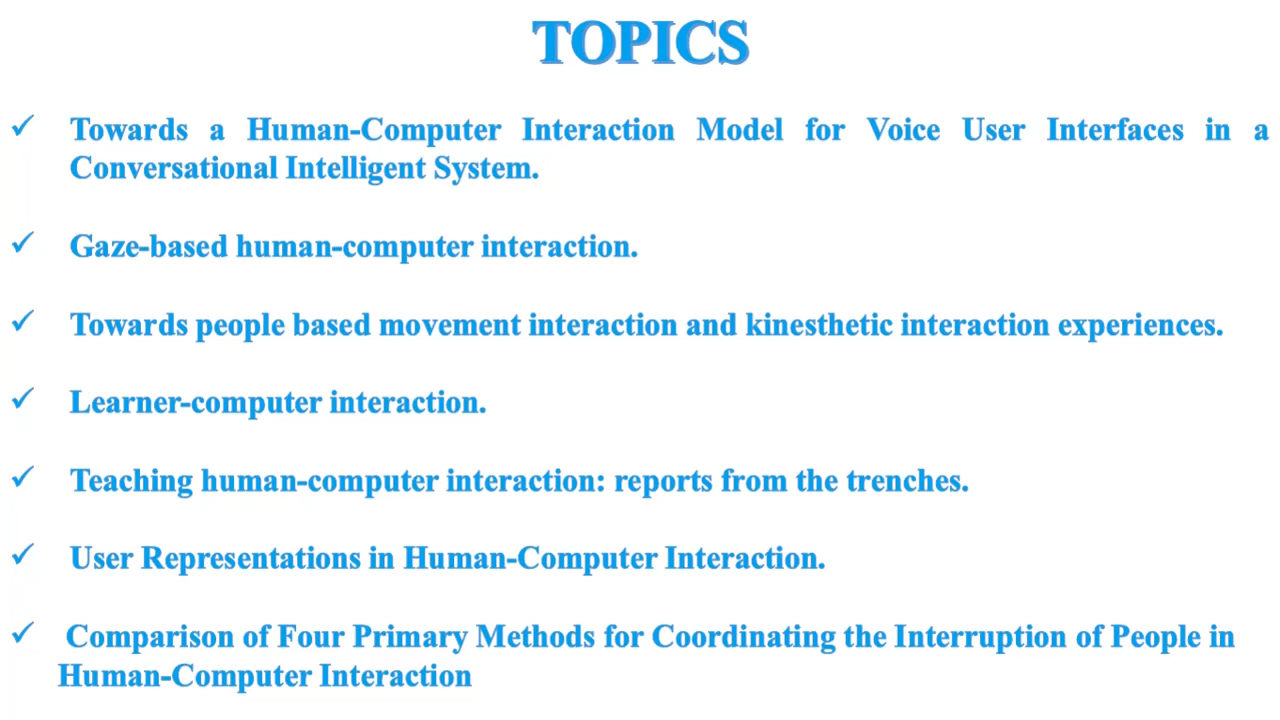 TOPICS
✓ Towards a Human-Computer Interaction Model for Voice User Interfaces in a
Conversational Intelligent System.
✓ Gaze-based human-computer interaction.
✓ Towards people based movement interaction and kinesthetic interaction experiences.
✓ Learner-computer interaction.
✓ Teaching human-computer interaction: reports from the trenches.
✓ User Representations in Human-Computer Interaction.
✓ Comparison of Four Primary Methods for Coordinating the Interruption of People in
Human-Computer Interaction